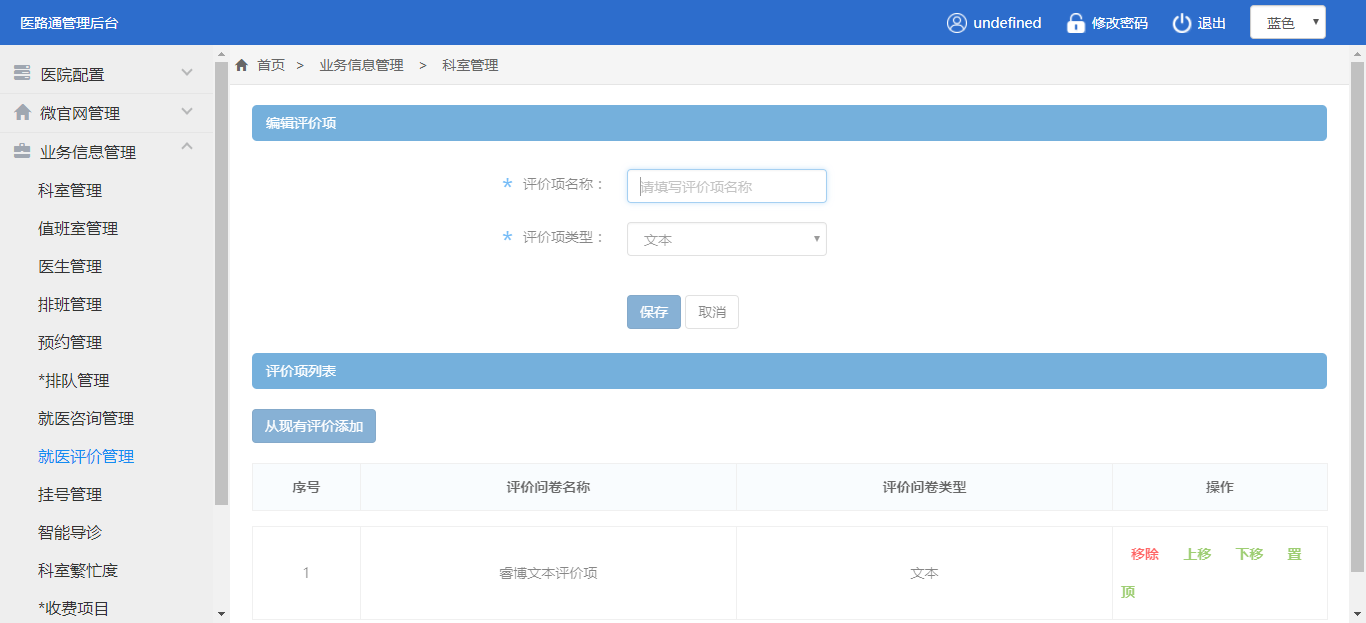 医路通管理后台
undefined
修改密码
退出
蓝色
医院配置
微官网管理
业务信息管理
科室管理
值班室管理
医生管理
排班管理
预约管理
*排队管理
就医咨询管理
就医评价管理
挂号管理
智能导诊
科室繁忙度
*收费项目
首页 > 业务信息管理 > 科室管理
编辑评价项
* 评价项名称：
请填写评价项名称
* 评价项类型：
文本
保存 取消
评价项列表
从现有评价添加
序号 评价问卷名称 评价问卷类型 操作
1 睿博文本评价项 文本 移除 上移 下移 置
顶